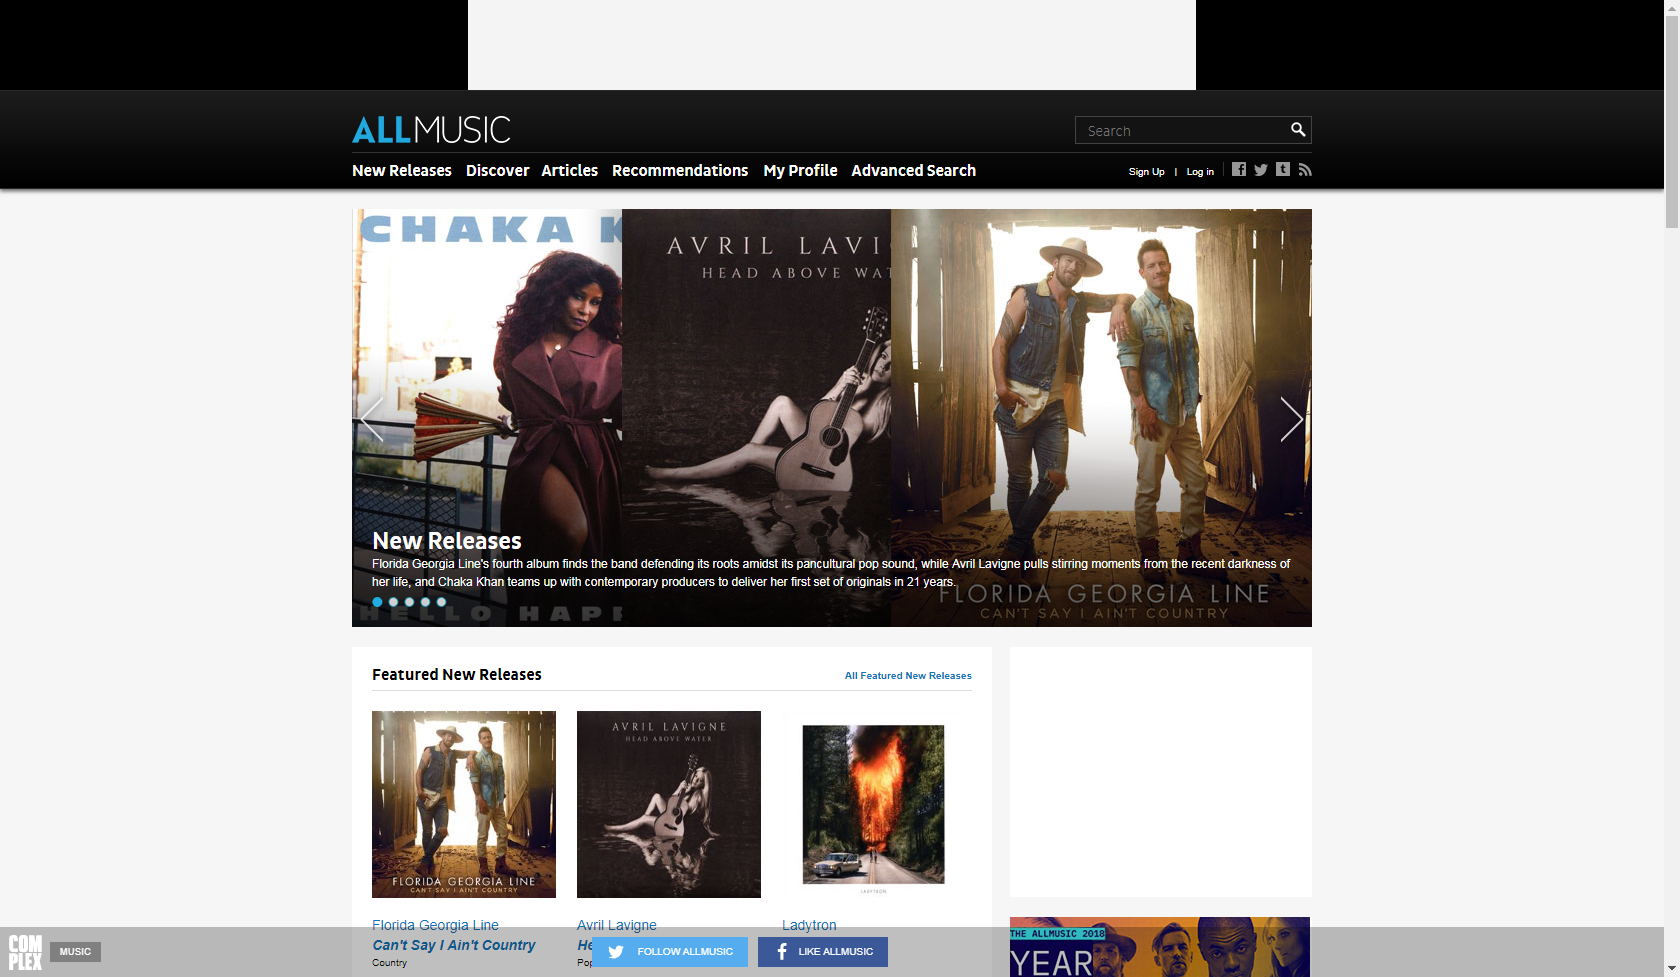 ALLMUSIC
Search
New Releases Discover Articles Recommendations My Profile Advanced Search
Sign Up | Log in
CHAKA K
AVRIL LAVIG
HEAD ABOVE WAT
New Releases
Florida Georgia Line's fourth album finds the band defending its roots amidst its pancultural pop sound, while Avril Lavigne pulls stirring moments from the recent darkness of
her life, and Chaka Khan teams up with contemporary producers to deliver her first set of originals in 21 years.
HELLO HAPP
FLORIDA GEORGIA LINE
CAN'T SAY I AIN'T COUNTRY
Featured New Releases
All Featured New Releases
FLORIDA GEORGIA LINE
CAN'T SAY I AIN'T COUNTRY
AVRIL LAVIGNE
HEAD ABOVE WATER
LADYTRON
Florida Georgia Line
Can't Say I Ain't Country
Country
Avril Lavigne
He
Pop
Ladytron
THE ALLMUSIC 2018
YEAR
COMPLEX
MUSIC
FOLLOW ALLMUSIC
LIKE ALLMUSIC